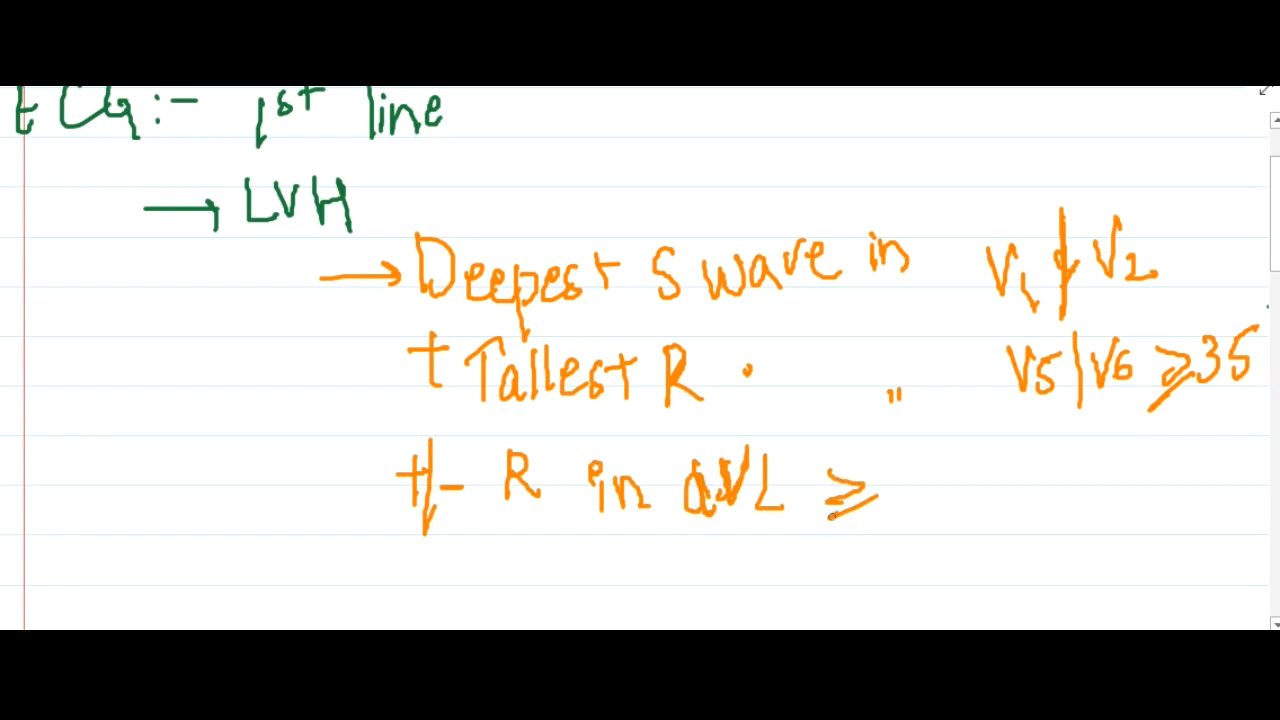 ECG:- 1st line
→ LVH
→ Deepest S wave in V1/V2
+ Tallest R " V5/V6 ≥35
+/- R in aVL ≥